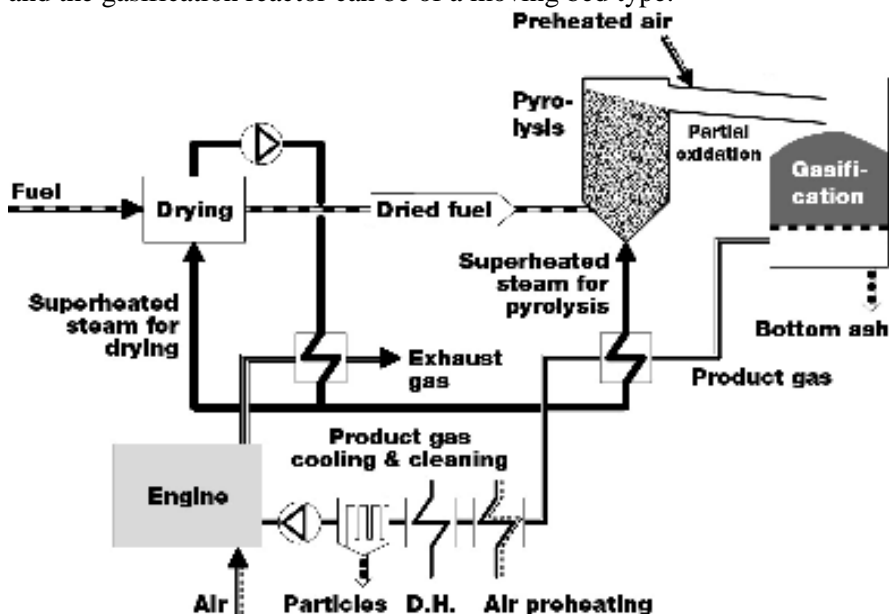 and the gasification reactor can be of a moving bed type.
Preheated air
Pyro-
lysis
Partial
oxidation
Gasifi-
cation
Fuel
Drying
Dried fuel
Superheated
steam for
pyrolysis
Superheated
steam for
drying
Bottom ash
Exhaust
gas
Product gas
Product gas
cooling & cleaning
Engine
Air
Particles
D.H.
Air preheating